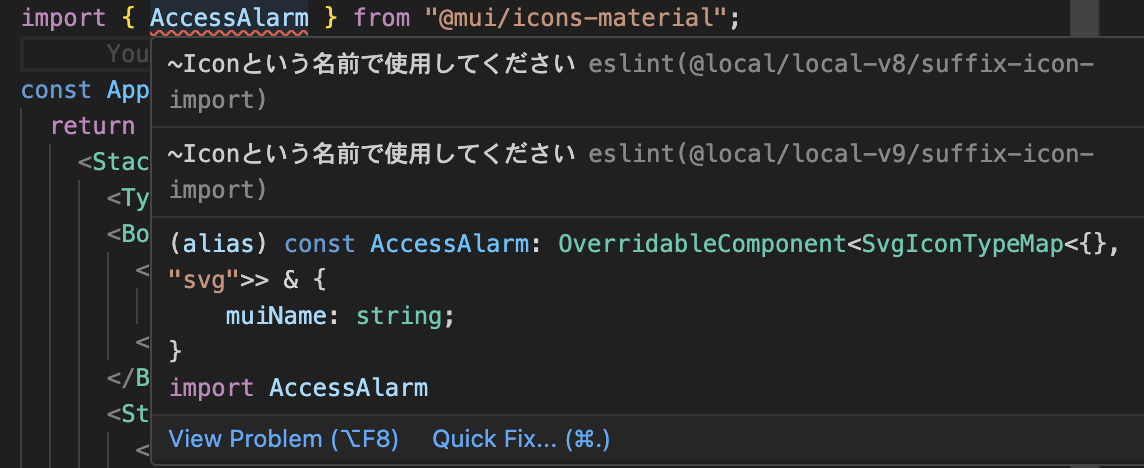 import { AccessAlarm } from "@mui/icons-material";
You
~Iconという名前で使用してください eslint(@local/local-v8/suffix-icon-
import)
const App
return
~Iconという名前で使用してください eslint(@local/local-v9/suffix-icon-
import)
<Stac
<Ty
<Bo
(alias) const AccessAlarm: OverridableComponent<SvgIconTypeMap<{},
<
"svg">> & {
muiName: string;
<
}
</B
import AccessAlarm
<St
View Problem (⌥F8) Quick Fix... (⌘.)
<